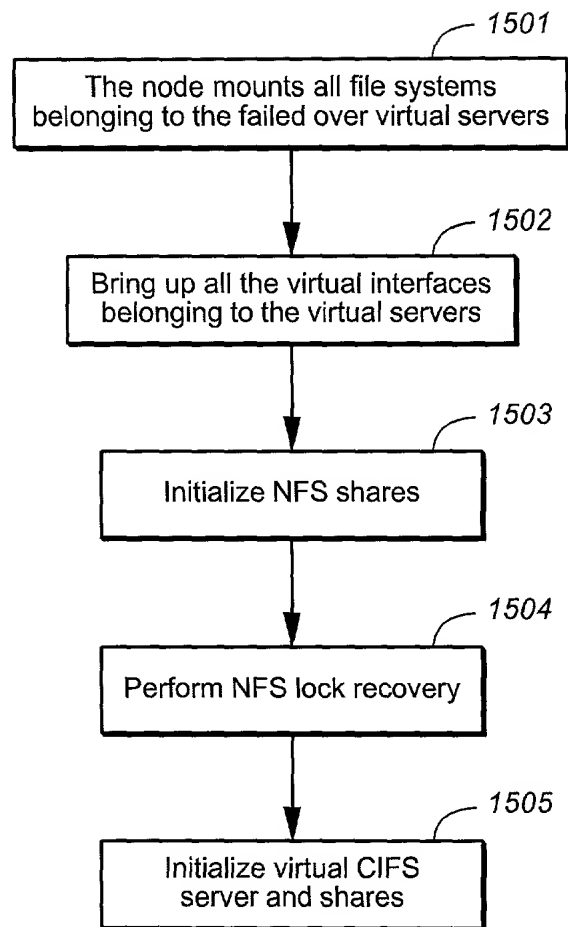 1501
The node mounts all file systems
belonging to the failed over virtual servers
1502
Bring up all the virtual interfaces
belonging to the virtual servers
1503
Initialize NFS shares
1504
Perform NFS lock recovery
1505
Initialize virtual CIFS
server and shares